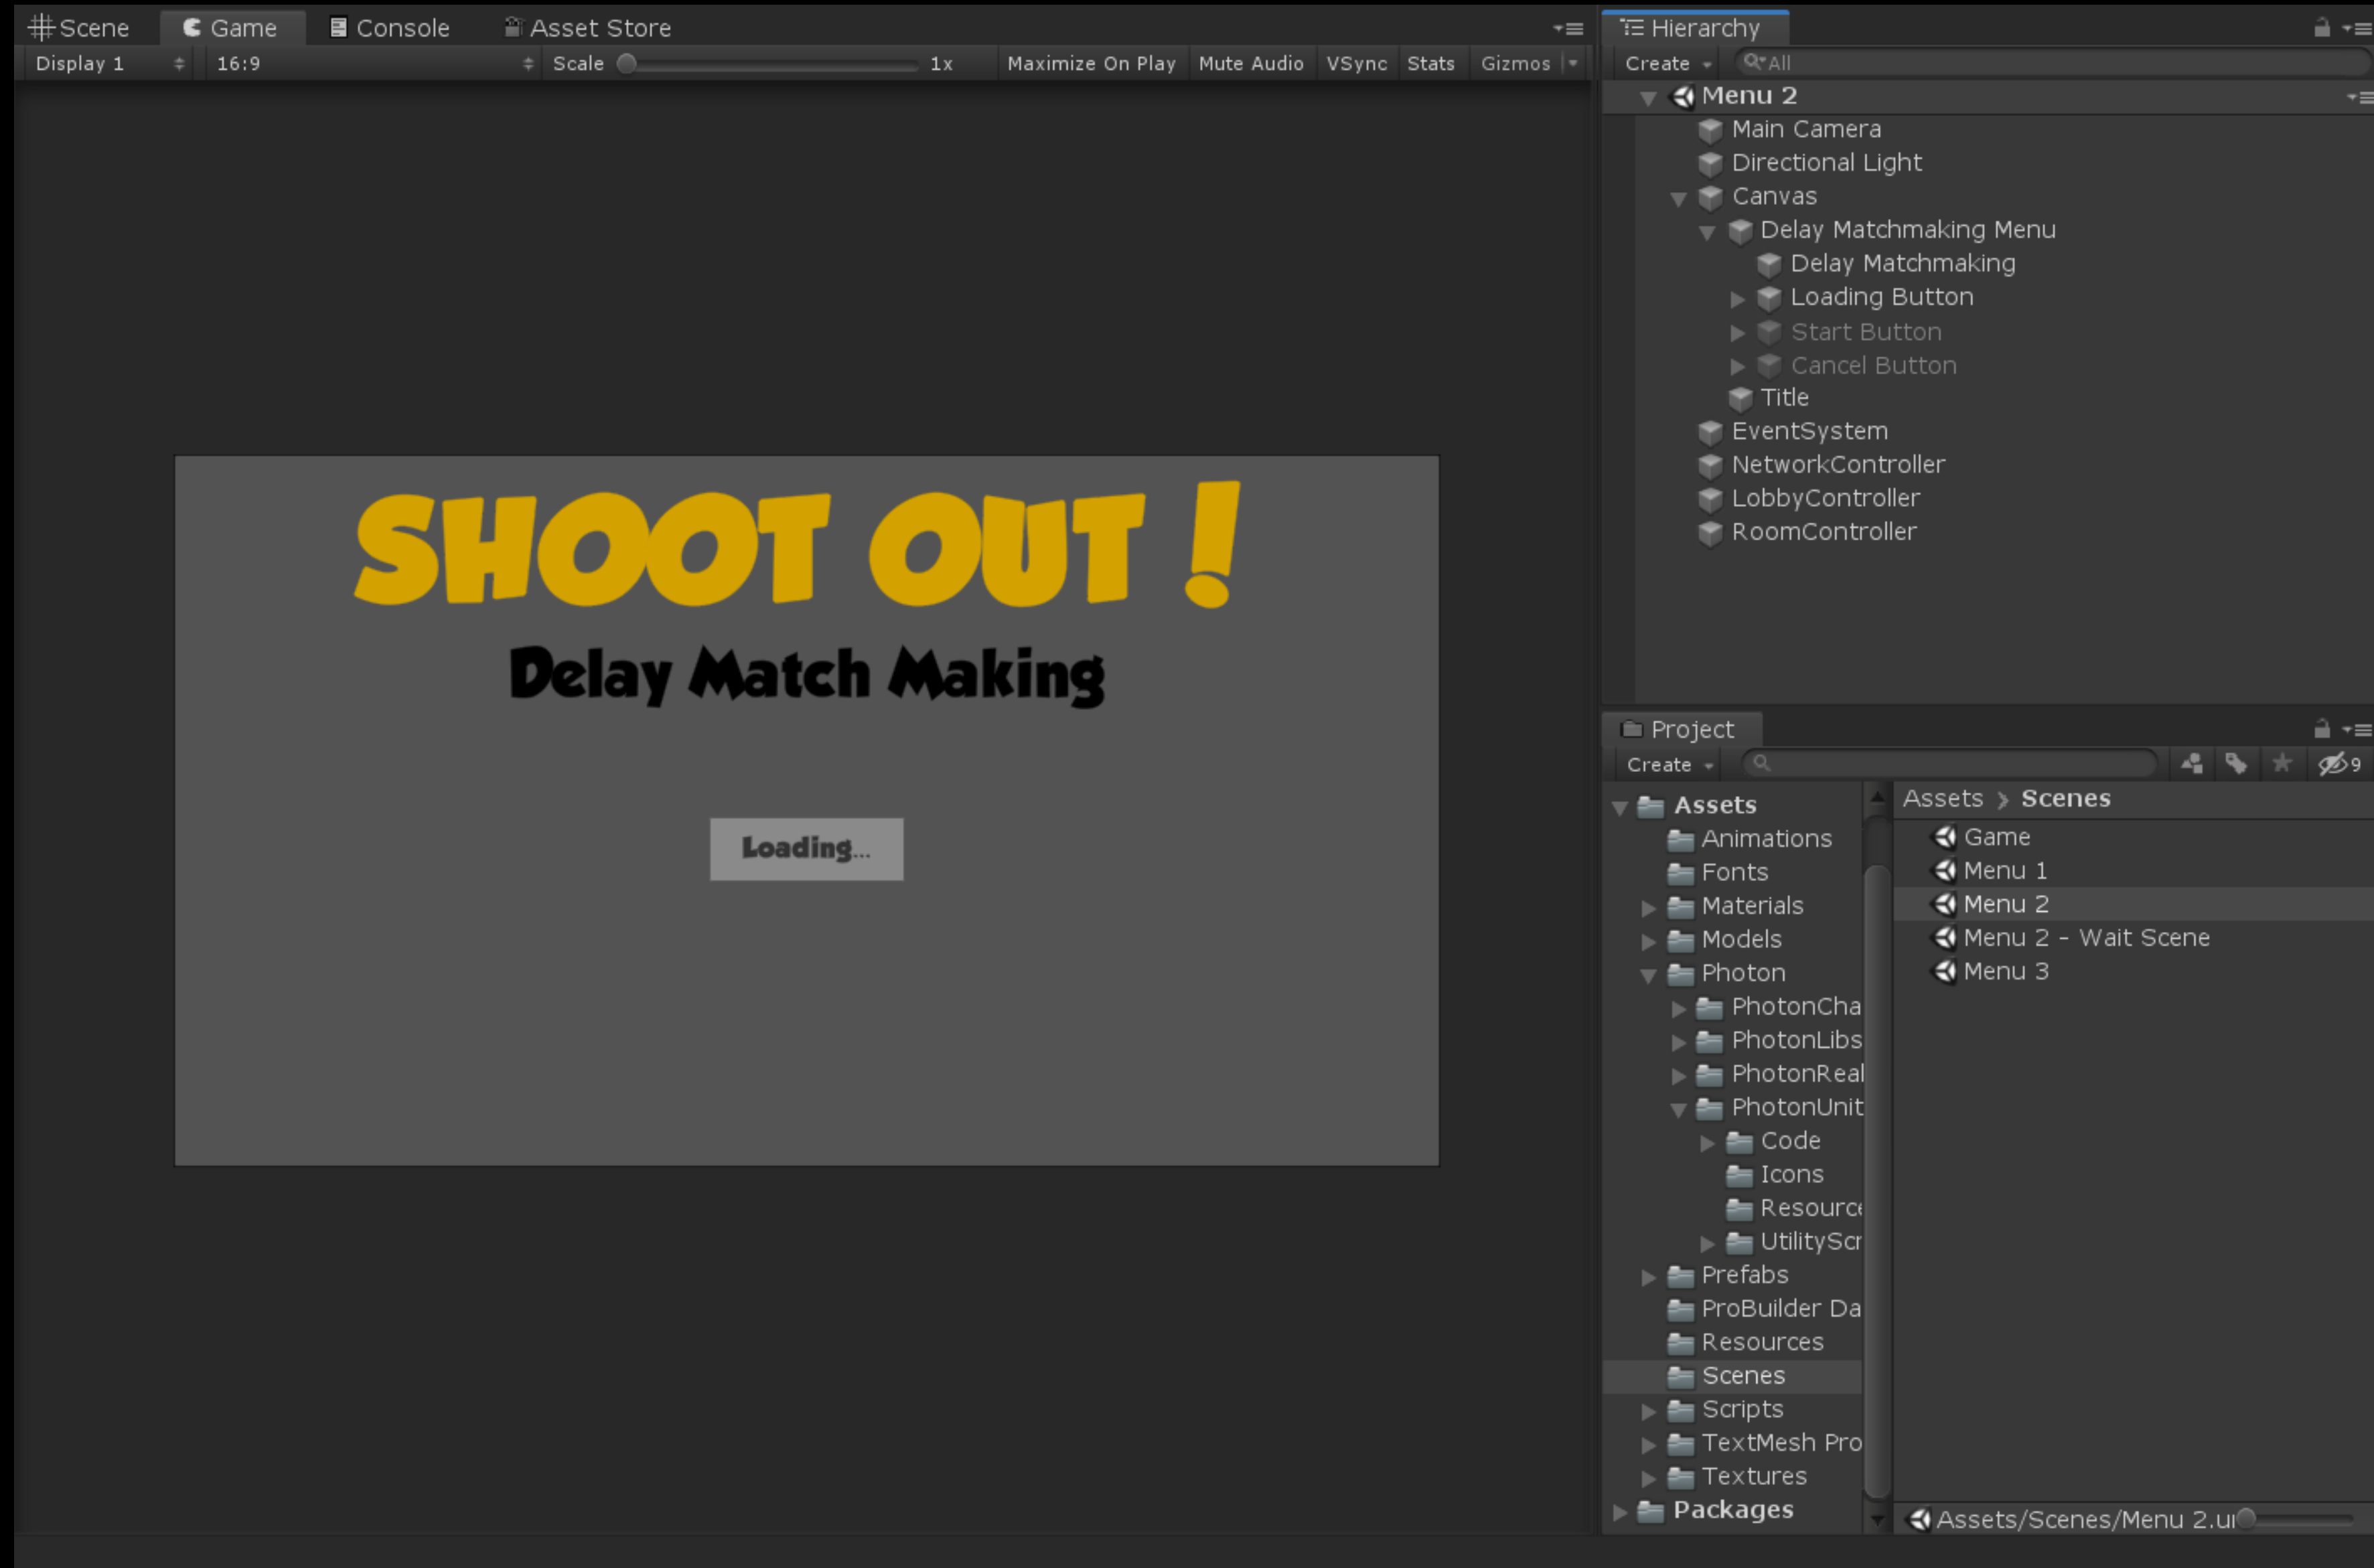 Scene Game Console Asset Store
Display 1 16:9 Scale 1x Maximize On Play Mute Audio VSync Stats Gizmos
SHOOT OUT !
Delay Match Making
Loading...
Hierarchy
Create All
Menu 2
Main Camera
Directional Light
Canvas
Delay Matchmaking Menu
Delay Matchmaking
Loading Button
Start Button
Cancel Button
Title
EventSystem
NetworkController
LobbyController
RoomController
Project
Create 9
Assets
Animations
Fonts
Materials
Models
Photon
PhotonCha
PhotonLibs
PhotonReal
PhotonUnit
Code
Icons
Resource
UtilityScr
Prefabs
ProBuilder Da
Resources
Scenes
Scripts
TextMesh Pro
Textures
Packages
Assets > Scenes
Game
Menu 1
Menu 2
Menu 2 - Wait Scene
Menu 3
Assets/Scenes/Menu 2.un